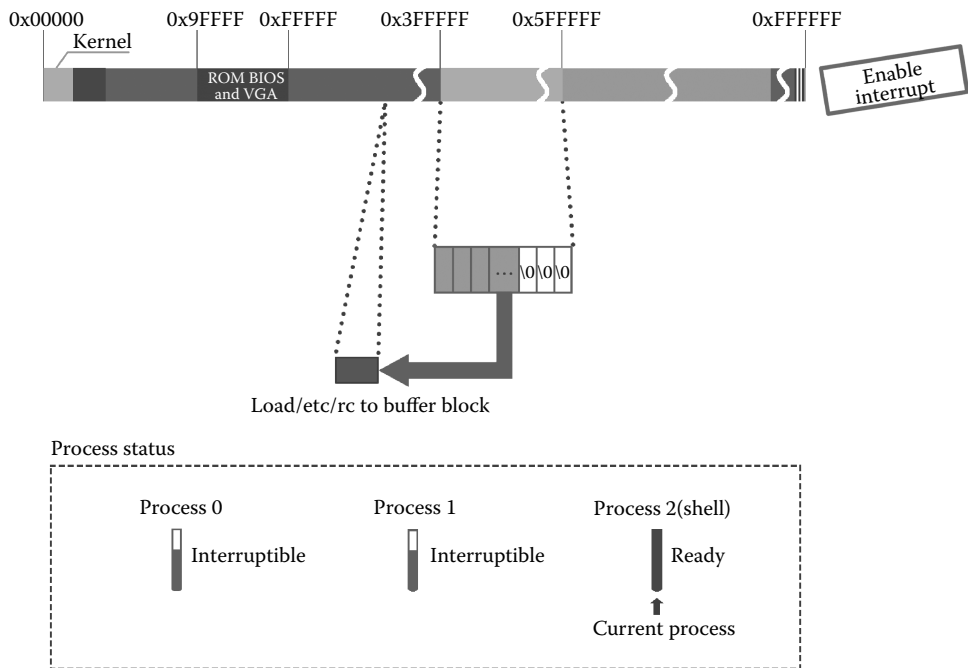 0x00000 0x9FFFF 0xFFFFF 0x3FFFFF 0x5FFFFF 0xFFFFFF
Kernel
ROM BIOS
and VGA
Enable
interrupt
... \0 \0 \0
Load/etc/rc to buffer block
Process status
Process 0 Process 1 Process 2(shell)
Interruptible Interruptible Ready
Current process